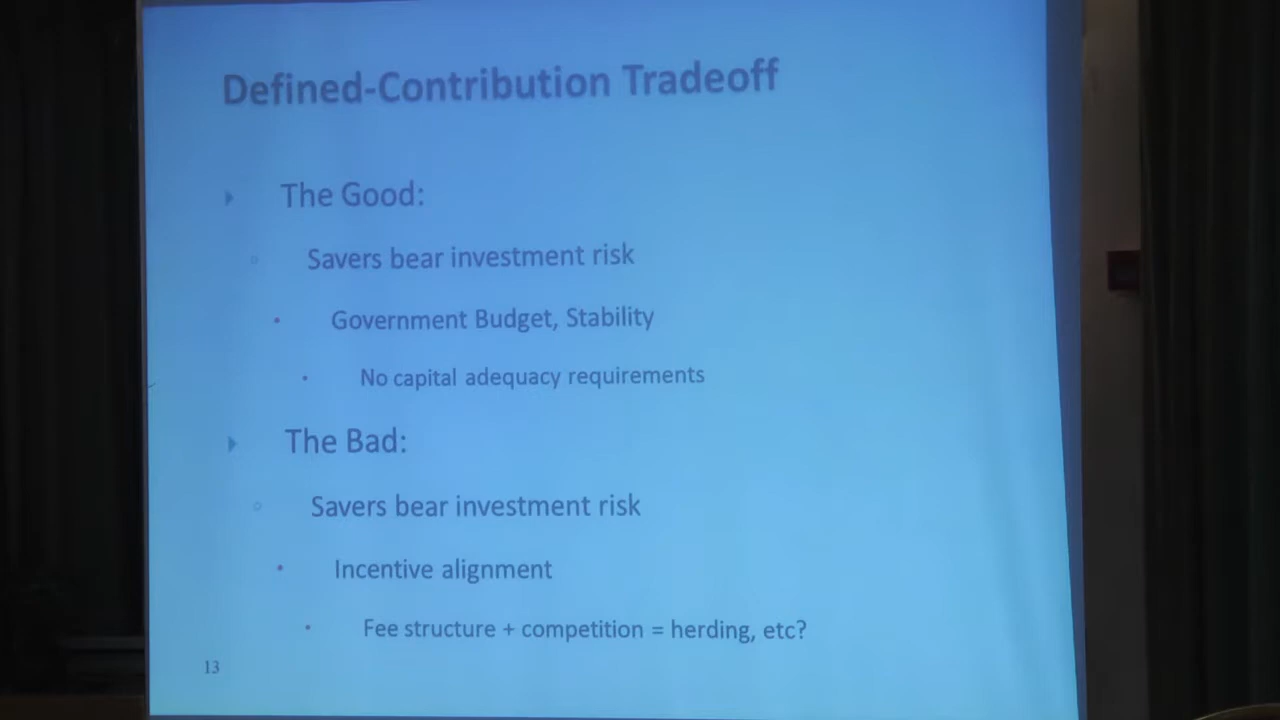 Defined-Contribution Tradeoff
The Good:
Savers bear investment risk
Government Budget, Stability
No capital adequacy requirements
The Bad:
Savers bear investment risk
Incentive alignment
Fee structure + competition = herding, etc?
13